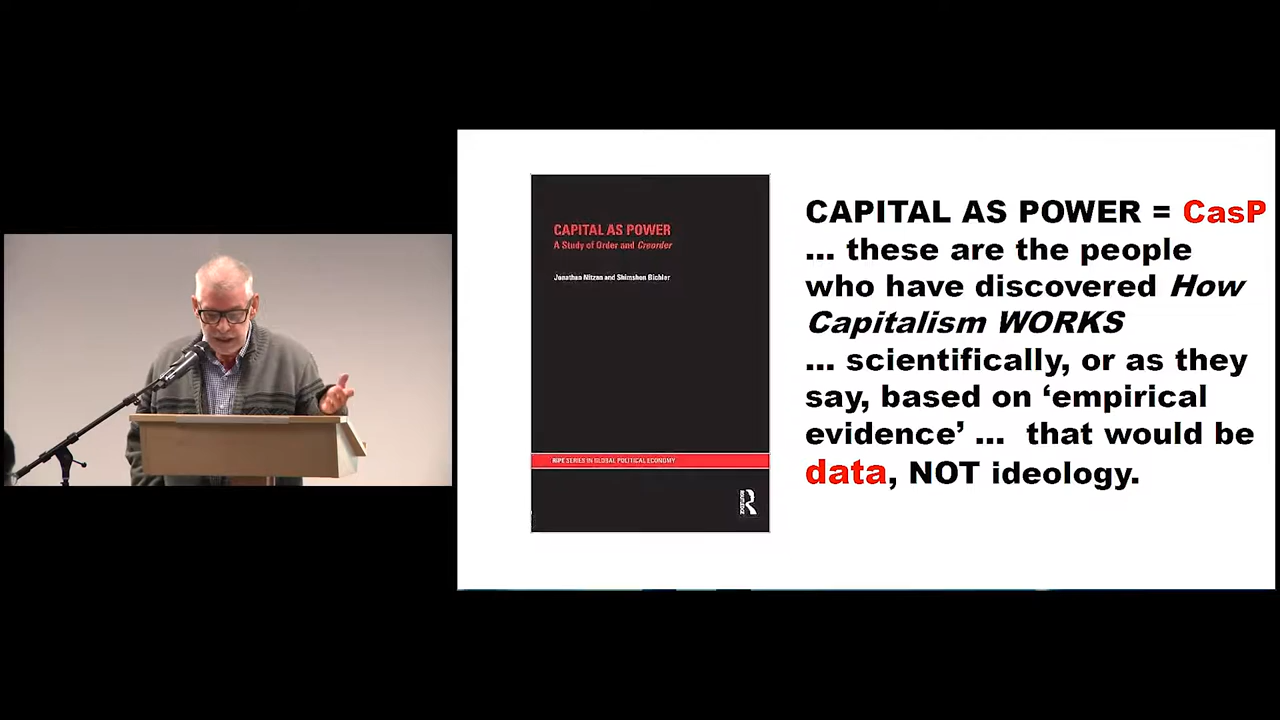 CAPITAL AS POWER
A Study of Order and Creorder
Jonathan Nitzan and Shimshon Bichler
RIPE SERIES IN GLOBAL POLITICAL ECONOMY
ROUTLEDGE
CAPITAL AS POWER = CasP
... these are the people
who have discovered How
Capitalism WORKS
... scientifically, or as they
say, based on ‘empirical
evidence’ ... that would be
data, NOT ideology.